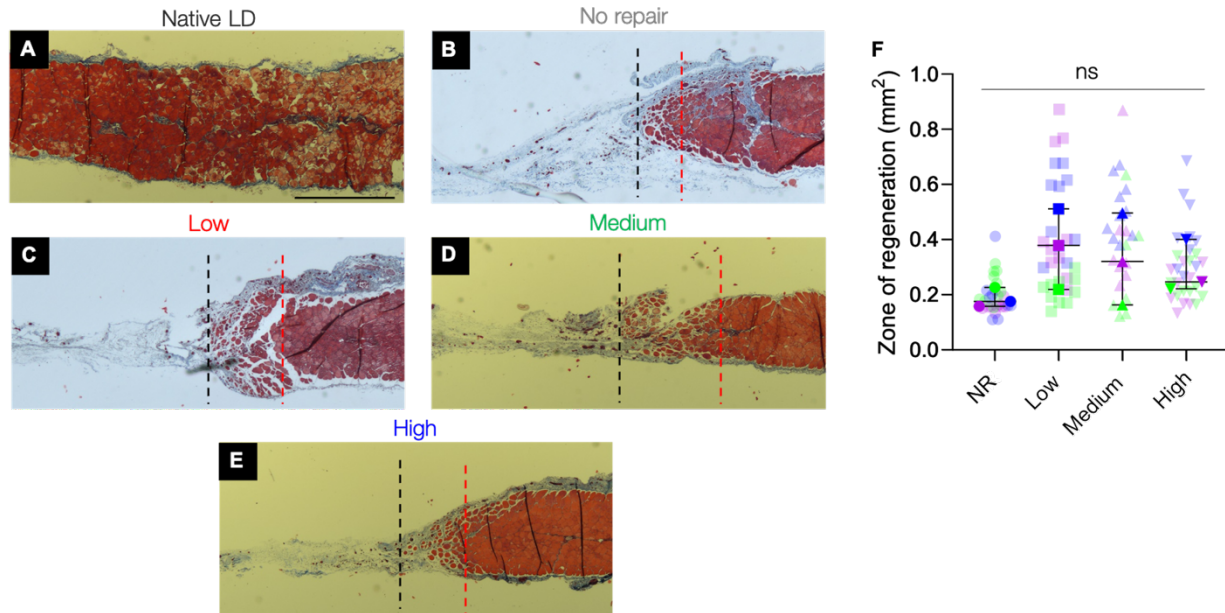 Native LD
A
No repair
B
Low
C
Medium
D
High
E
F
ns
Zone of regeneration (mm²)
1.0
0.8
0.6
0.4
0.2
0.0
NR
Low
Medium
High